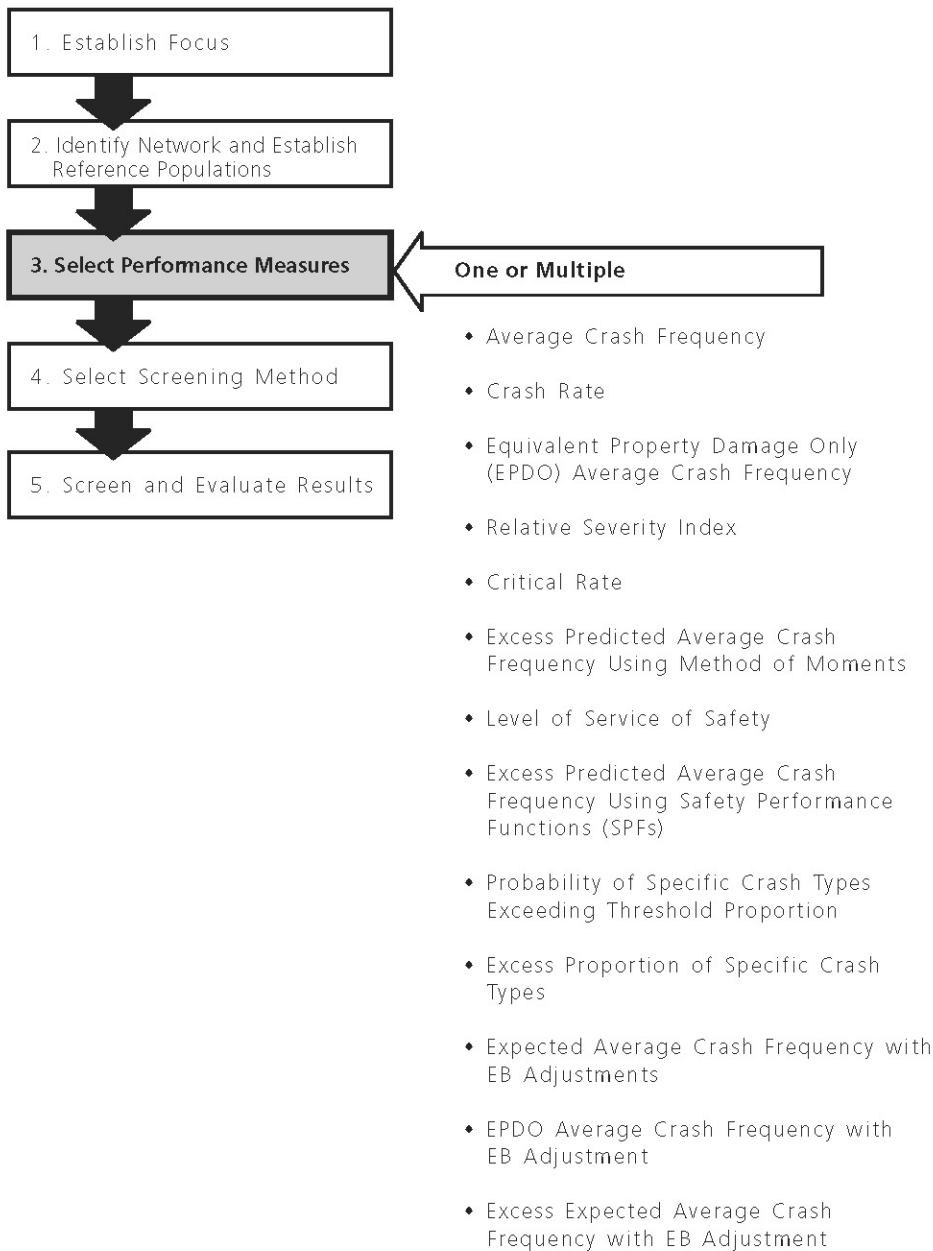 1. Establish Focus
2. Identify Network and Establish
Reference Populations
3. Select Performance Measures
4. Select Screening Method
5. Screen and Evaluate Results
One or Multiple
• Average Crash Frequency
• Crash Rate
• Equivalent Property Damage Only
(EPDO) Average Crash Frequency
• Relative Severity Index
• Critical Rate
• Excess Predicted Average Crash
Frequency Using Method of Moments
• Level of Service of Safety
• Excess Predicted Average Crash
Frequency Using Safety Performance
Functions (SPFs)
• Probability of Specific Crash Types
Exceeding Threshold Proportion
• Excess Proportion of Specific Crash
Types
• Expected Average Crash Frequency with
EB Adjustments
• EPDO Average Crash Frequency with
EB Adjustment
• Excess Expected Average Crash
Frequency with EB Adjustment